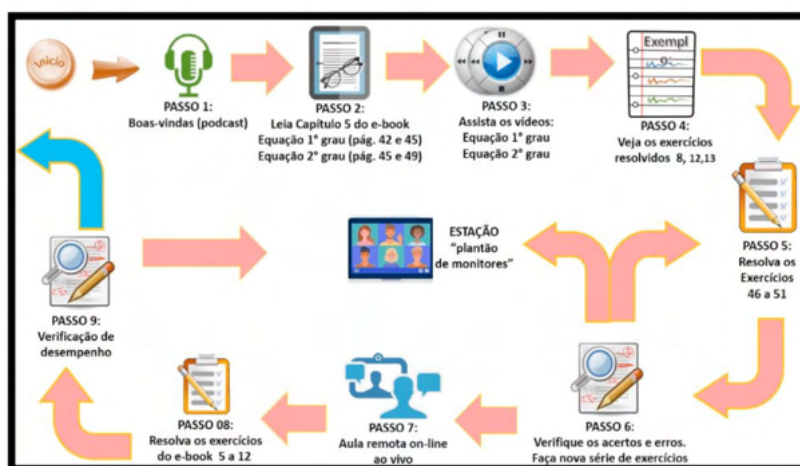 Início
PASSO 1:
Boas-vindas (podcast)
PASSO 2:
Leia Capítulo 5 do e-book
Equação 1° grau (pág. 42 e 45)
Equação 2° grau (pág. 45 e 49)
PASSO 3:
Assista os vídeos:
Equação 1° grau
Equação 2° grau
Exempl
o:
PASSO 4:
Veja os exercícios
resolvidos 8, 12,13
PASSO 5:
Resolva os
Exercícios
46 a 51
PASSO 6:
Verifique os acertos e erros.
Faça nova série de exercícios
ESTAÇÃO
"plantão
de monitores"
PASSO 7:
Aula remota on-line
ao vivo
PASSO 08:
Resolva os exercícios
do e-book 5 a 12
PASSO 9:
Verificação de
desempenho